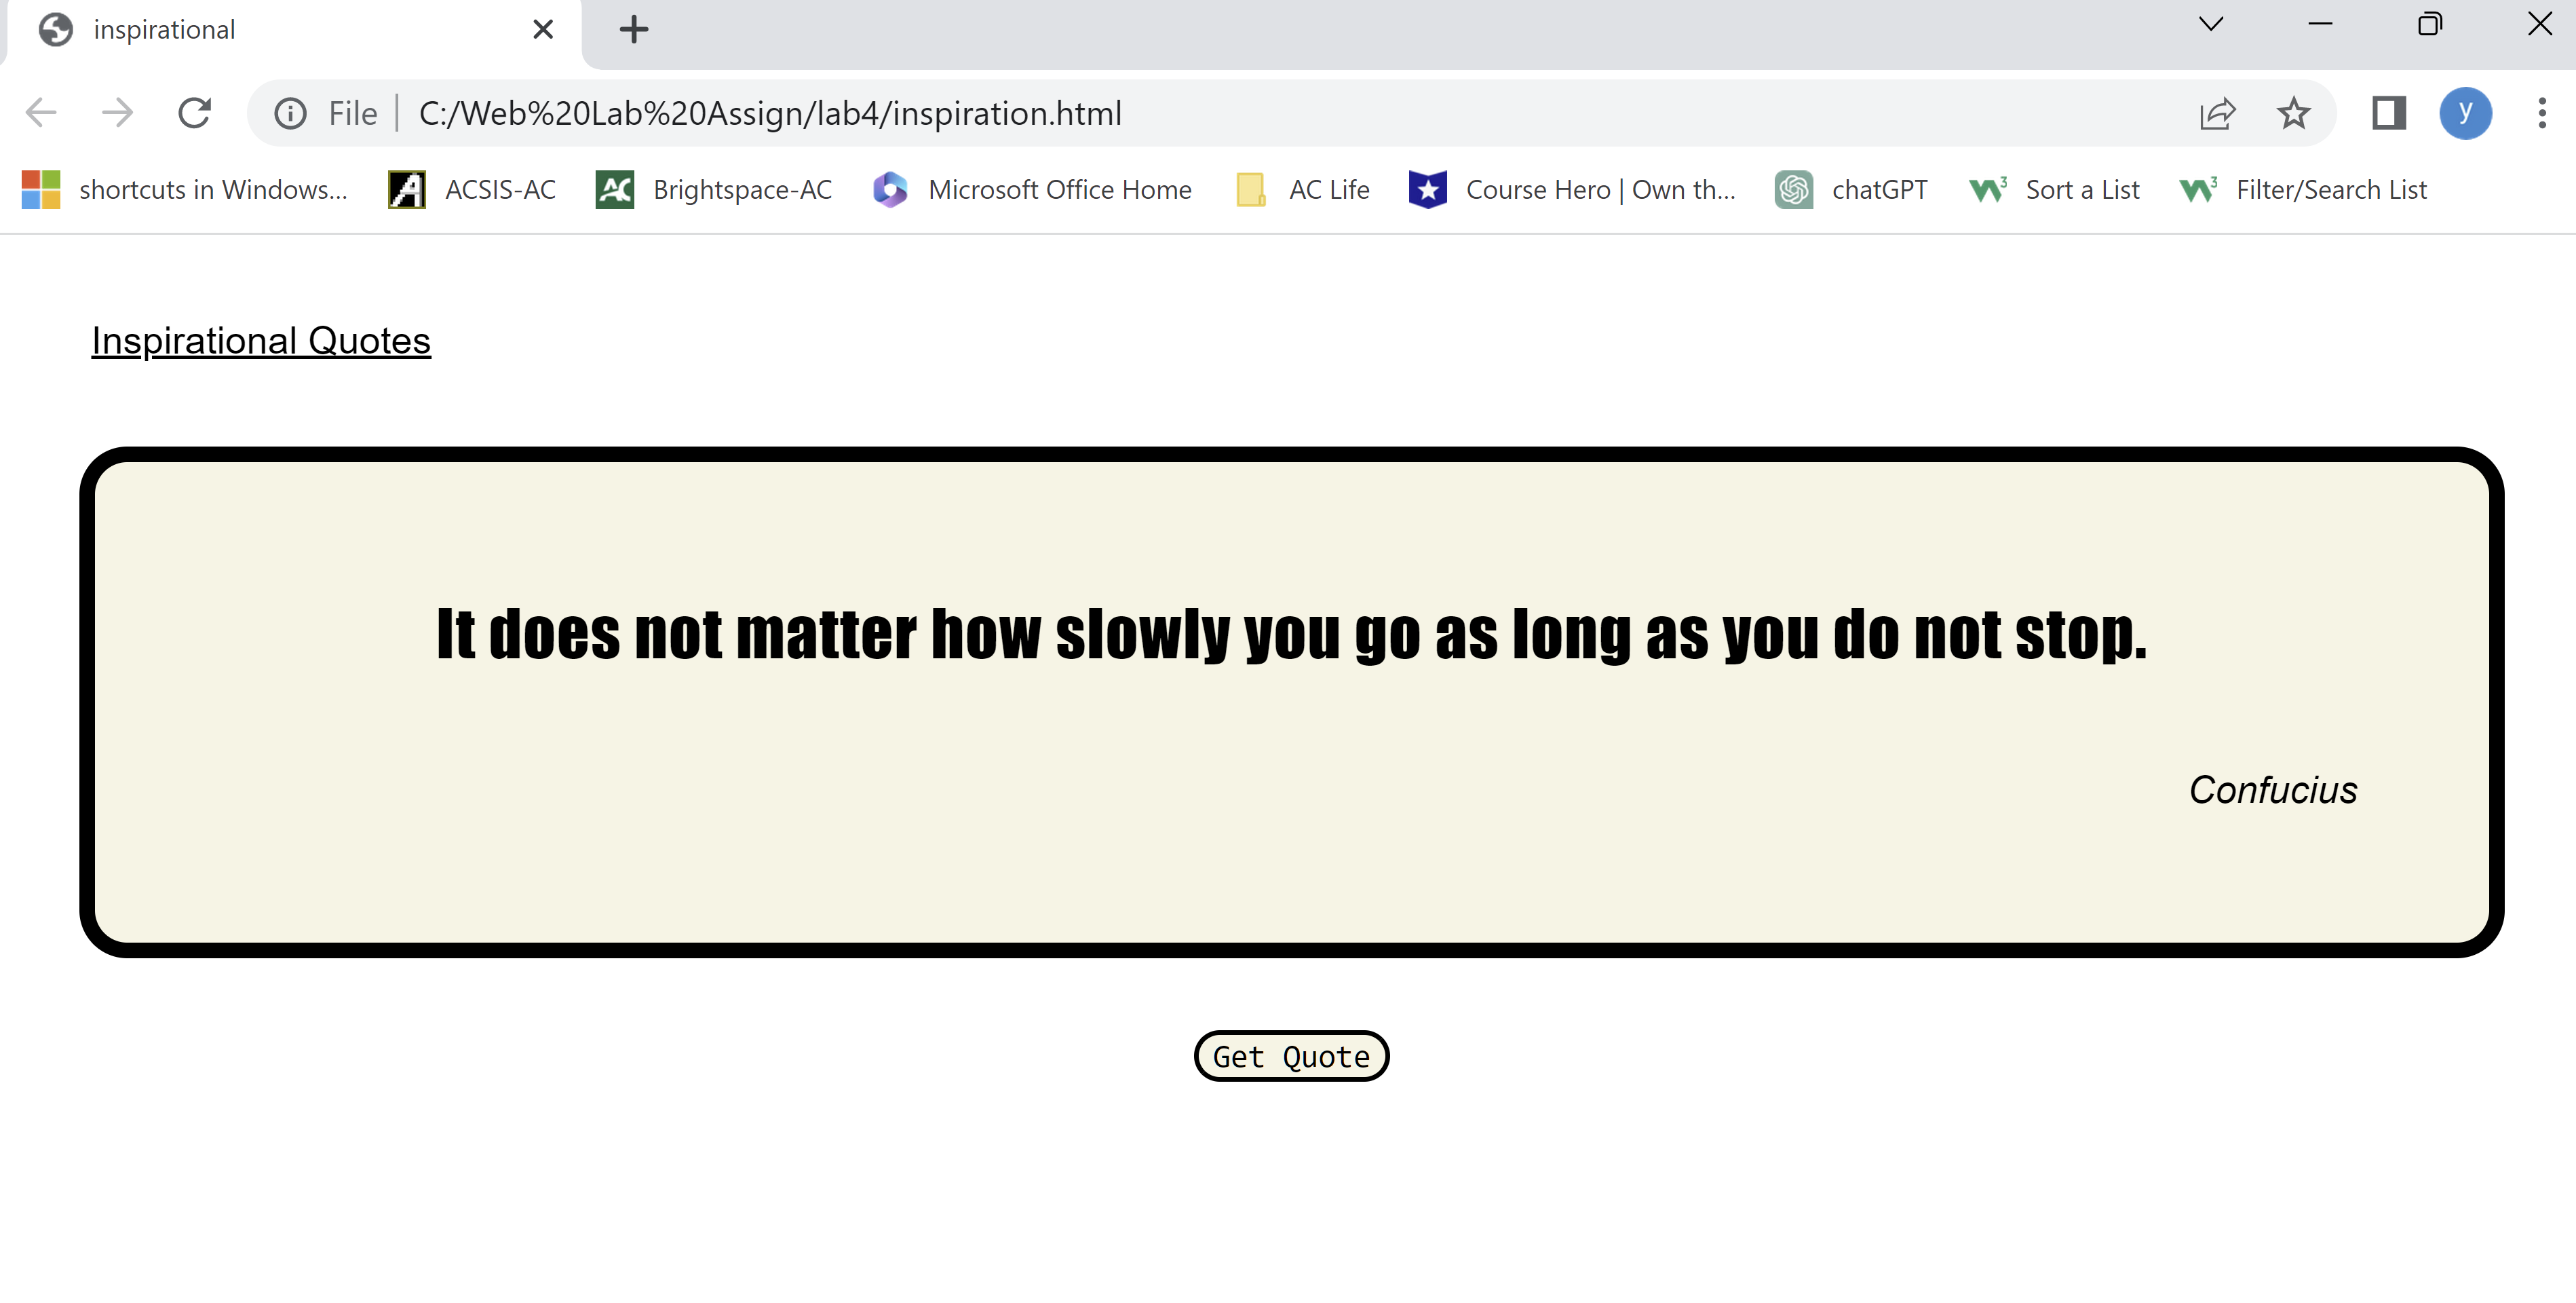 inspirational
File | C:/Web%20Lab%20Assign/lab4/inspiration.html
y
shortcuts in Windows... ACSIS-AC Brightspace-AC Microsoft Office Home AC Life Course Hero | Own th... chatGPT Sort a List Filter/Search List
Inspirational Quotes
It does not matter how slowly you go as long as you do not stop.
Confucius
Get Quote